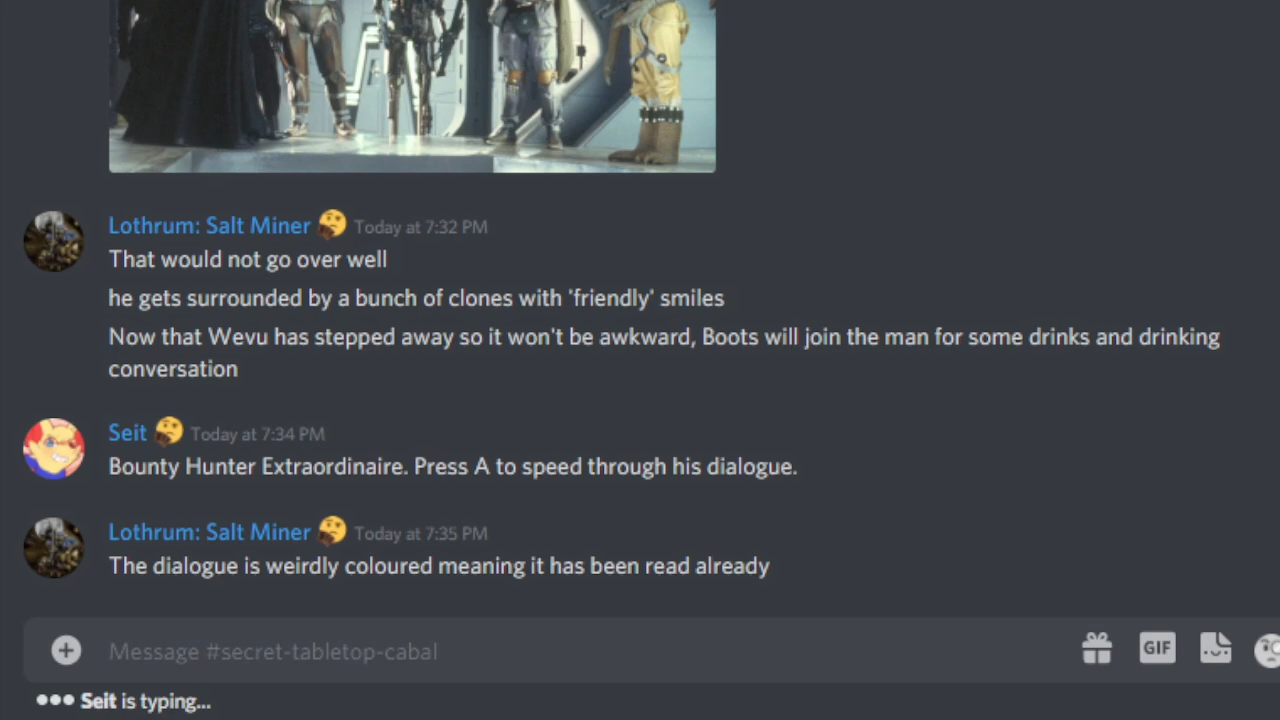 Lothrum: Salt Miner 🤔 Today at 7:32 PM
That would not go over well
he gets surrounded by a bunch of clones with 'friendly' smiles
Now that Wevu has stepped away so it won't be awkward, Boots will join the man for some drinks and drinking
conversation
Seit 🤔 Today at 7:34 PM
Bounty Hunter Extraordinaire. Press A to speed through his dialogue.
Lothrum: Salt Miner 🤔 Today at 7:35 PM
The dialogue is weirdly coloured meaning it has been read already
Message #secret-tabletop-cabal
GIF
Seit is typing...